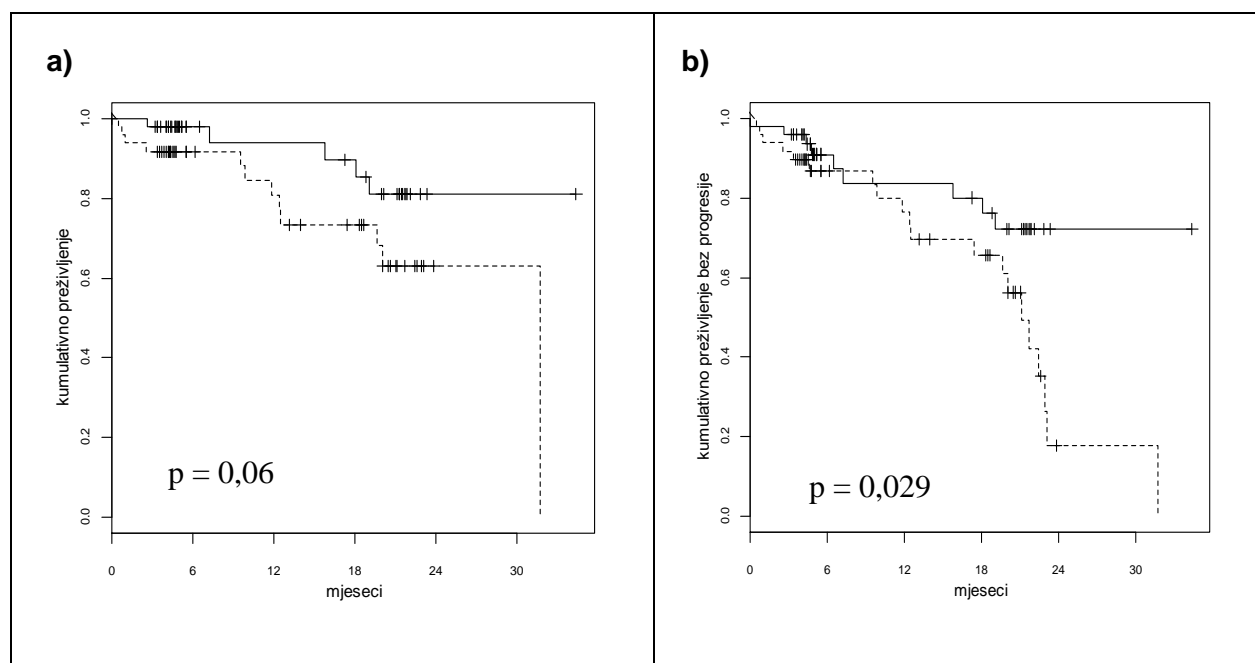 a)
kumulativno preživljenje
1.0
0.8
0.6
0.4
0.2
0.0
p = 0,06
0 6 12 18 24 30
mjeseci
b)
kumulativno preživljenje bez progresije
1.0
0.8
0.6
0.4
0.2
0.0
p = 0,029
0 6 12 18 24 30
mjeseci